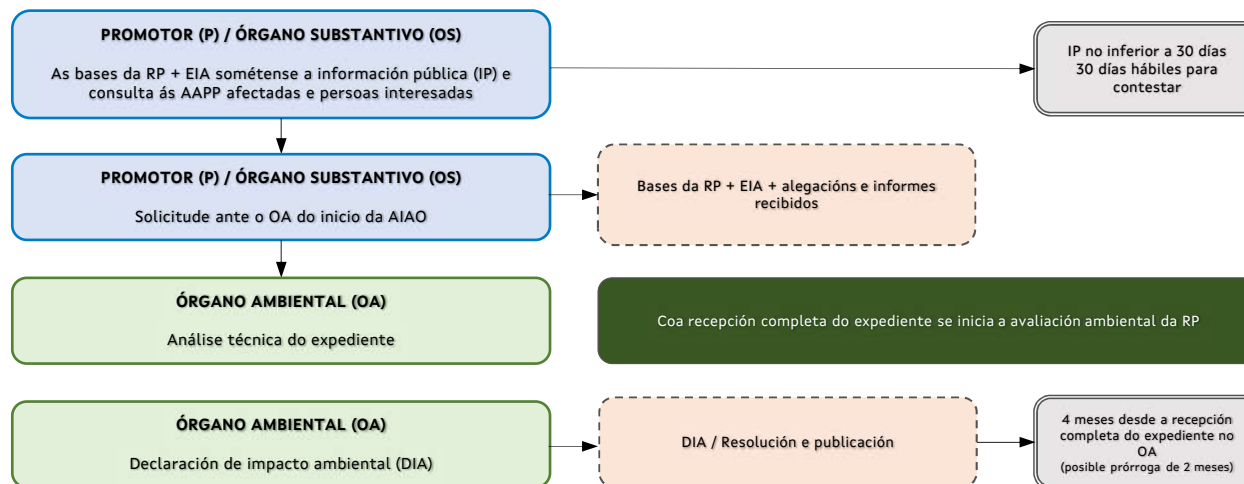 PROMOTOR (P) / ÓRGANO SUBSTANTIVO (OS)
As bases da RP + EIA sométense a información pública (IP) e
consulta ás AAPP afectadas e persoas interesadas
IP no inferior a 30 días
30 días hábiles para
contestar
PROMOTOR (P) / ÓRGANO SUBSTANTIVO (OS)
Solicitude ante o OA do inicio da AIAO
Bases da RP + EIA + alegacións e informes
recibidos
ÓRGANO AMBIENTAL (OA)
Análise técnica do expediente
Coa recepción completa do expediente se inicia a avaliación ambiental da RP
ÓRGANO AMBIENTAL (OA)
Declaración de impacto ambiental (DIA)
DIA / Resolución e publicación
4 meses desde a recepción
completa do expediente no
OA
(posible prórroga de 2 meses)